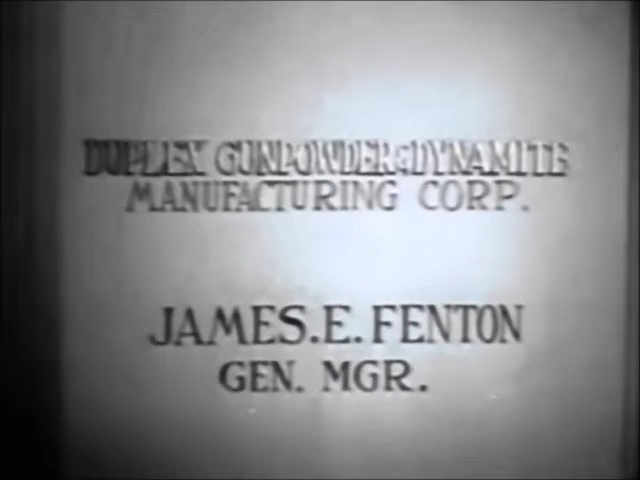 DUPLEX GUNPOWDER & DYNAMITE
MANUFACTURING CORP.
JAMES.E. FENTON
GEN. MGR.